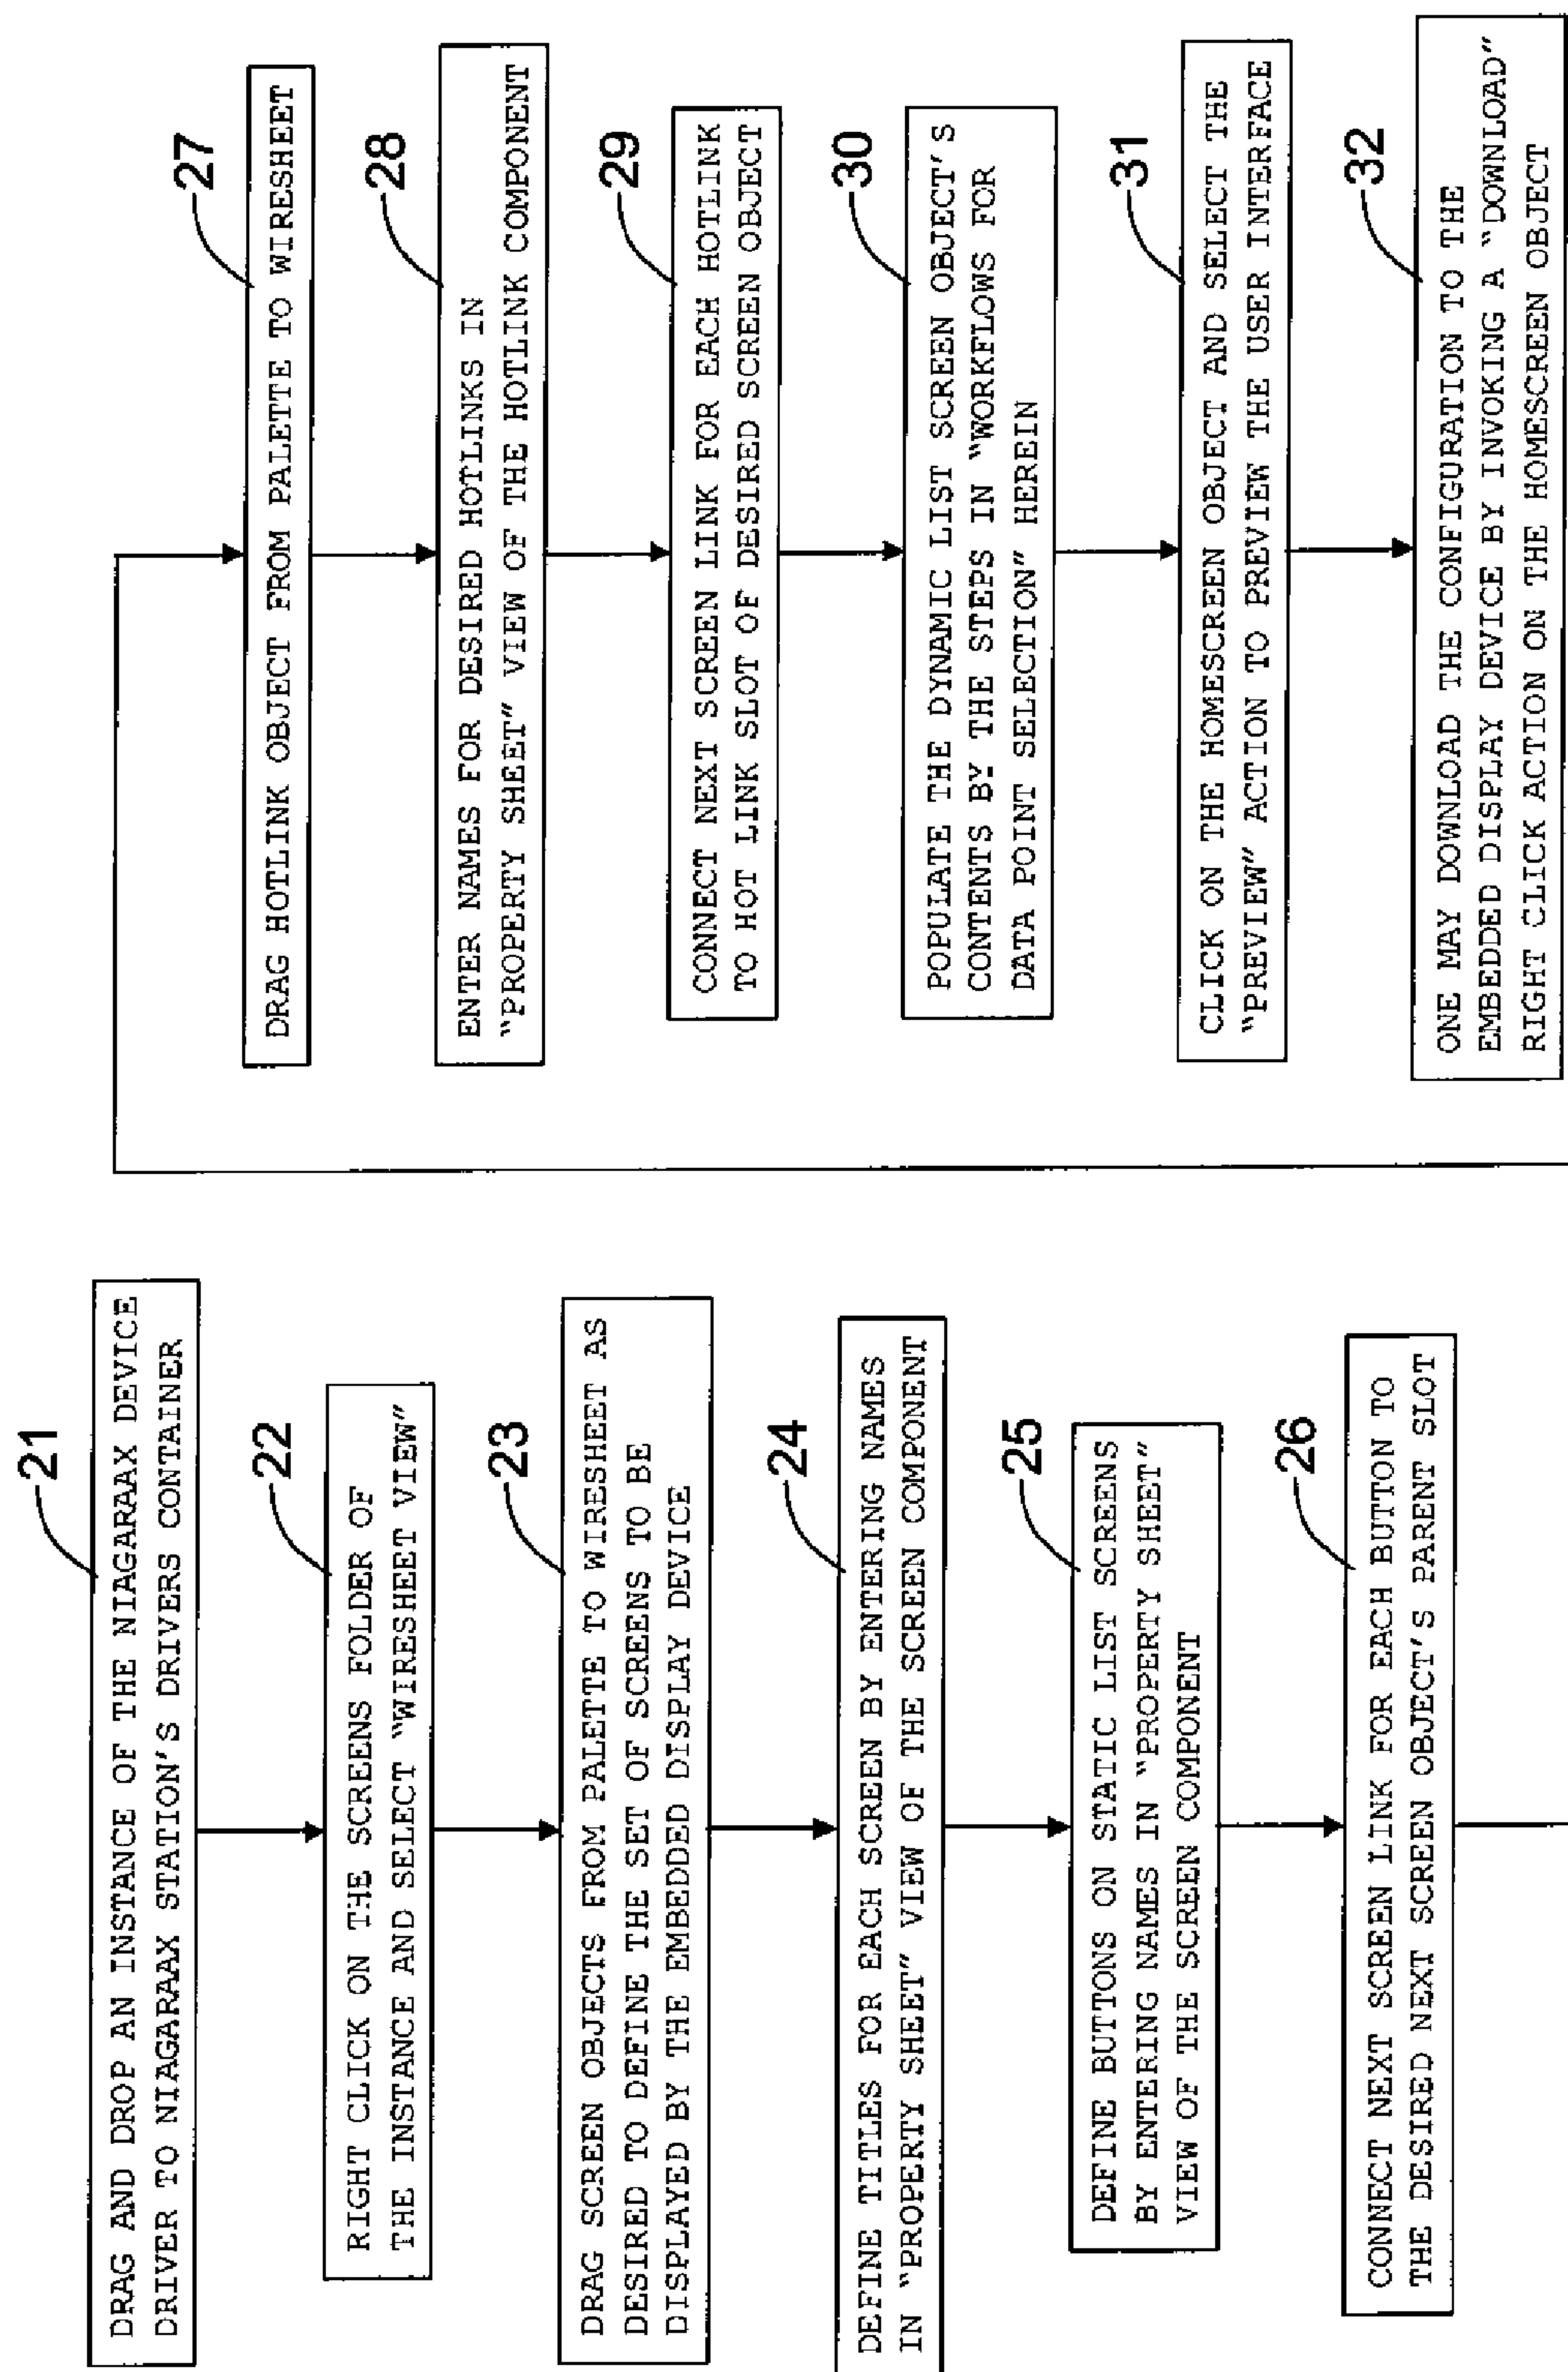 21
DRAG AND DROP AN INSTANCE OF THE NIAGARAAX DEVICE
DRIVER TO NIAGARAAX STATION'S DRIVERS CONTAINER
22
RIGHT CLICK ON THE SCREENS FOLDER OF
THE INSTANCE AND SELECT "WIRESHEET VIEW"
23
DRAG SCREEN OBJECTS FROM PALETTE TO WIRESHEET AS
DESIRED TO DEFINE THE SET OF SCREENS TO BE
DISPLAYED BY THE EMBEDDED DISPLAY DEVICE
24
DEFINE TITLES FOR EACH SCREEN BY ENTERING NAMES
IN "PROPERTY SHEET" VIEW OF THE SCREEN COMPONENT
25
DEFINE BUTTONS ON STATIC LIST SCREENS
BY ENTERING NAMES IN "PROPERTY SHEET"
VIEW OF THE SCREEN COMPONENT
26
CONNECT NEXT SCREEN LINK FOR EACH BUTTON TO
THE DESIRED NEXT SCREEN OBJECT'S PARENT SLOT
27
DRAG HOTLINK OBJECT FROM PALETTE TO WIRESHEET
28
ENTER NAMES FOR DESIRED HOTLINKS IN
"PROPERTY SHEET" VIEW OF THE HOTLINK COMPONENT
29
CONNECT NEXT SCREEN LINK FOR EACH HOTLINK
TO HOT LINK SLOT OF DESIRED SCREEN OBJECT
30
POPULATE THE DYNAMIC LIST SCREEN OBJECT'S
CONTENTS BY THE STEPS IN "WORKFLOWS FOR
DATA POINT SELECTION" HEREIN
31
CLICK ON THE HOMESCREEN OBJECT AND SELECT THE
"PREVIEW" ACTION TO PREVIEW THE USER INTERFACE
32
ONE MAY DOWNLOAD THE CONFIGURATION TO THE
EMBEDDED DISPLAY DEVICE BY INVOKING A "DOWNLOAD"
RIGHT CLICK ACTION ON THE HOMESCREEN OBJECT